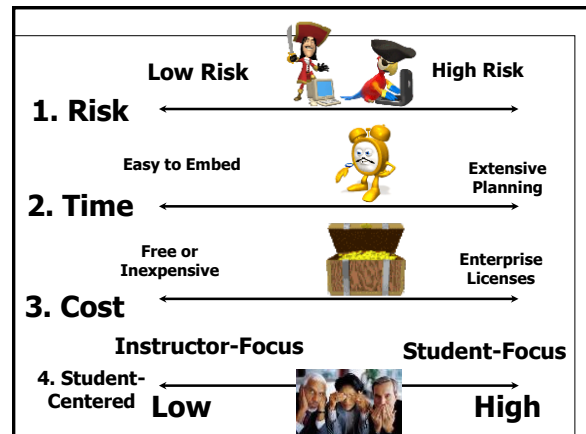 Low Risk
High Risk
1. Risk
Easy to Embed
Extensive
Planning
2. Time
Free or
Inexpensive
Enterprise
Licenses
3. Cost
Instructor-Focus
Student-Focus
4. Student-
Centered
Low
High